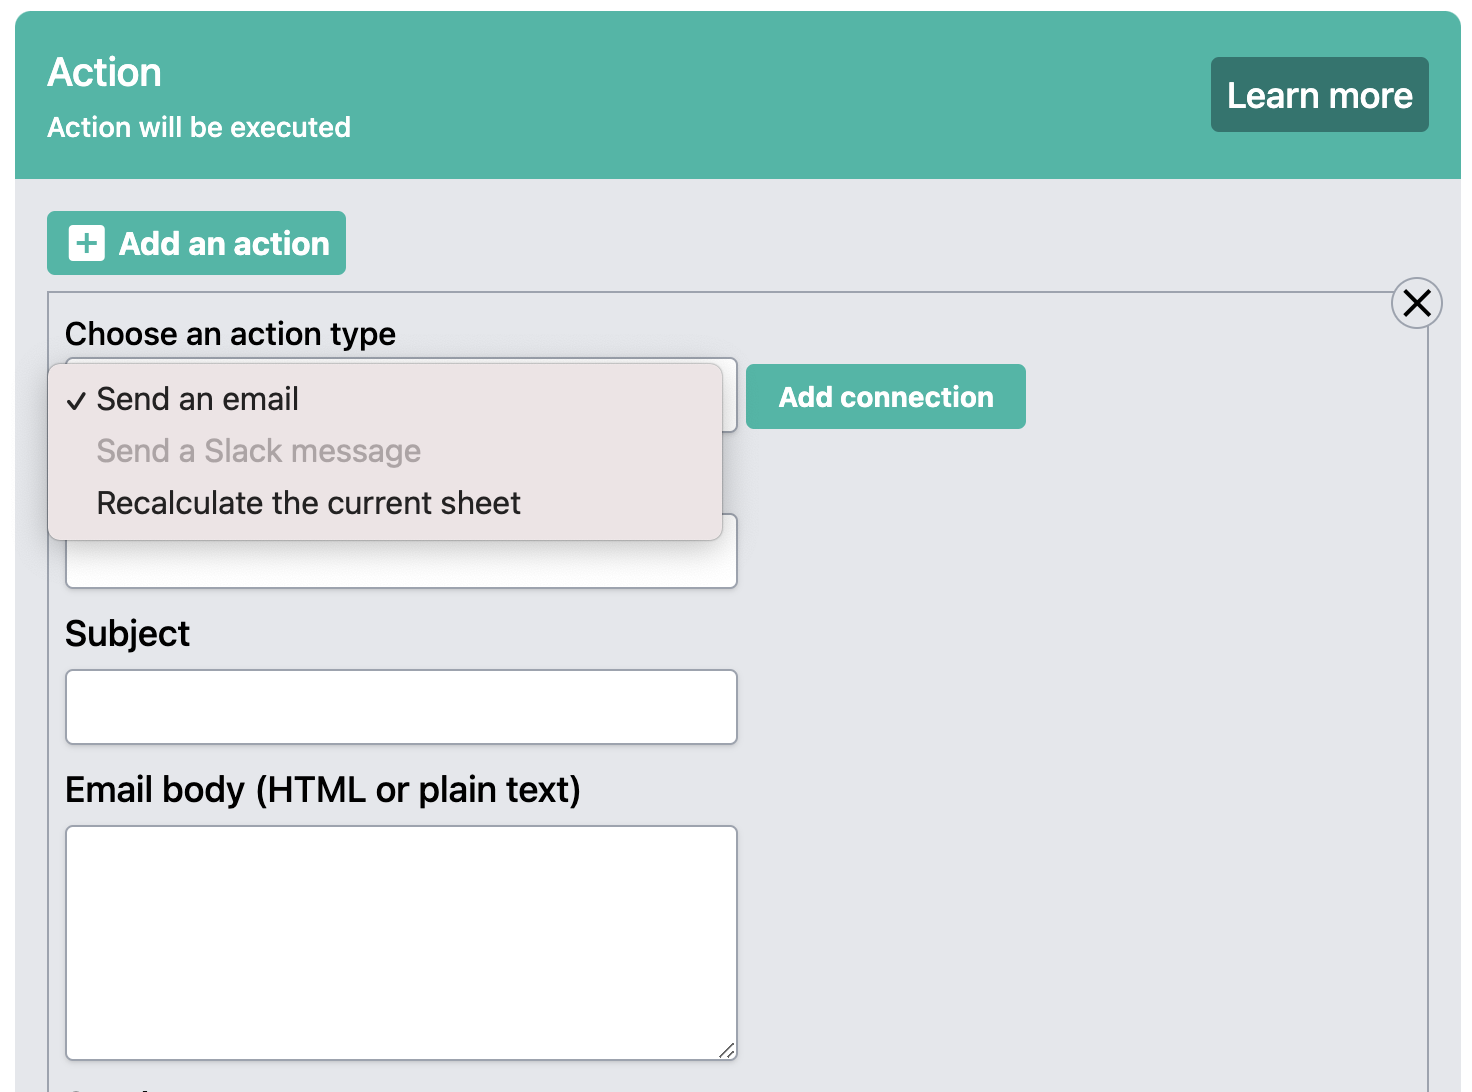 Action
Action will be executed
Learn more
Add an action
Choose an action type
✓ Send an email
Send a Slack message
Recalculate the current sheet
Add connection
Subject
Email body (HTML or plain text)